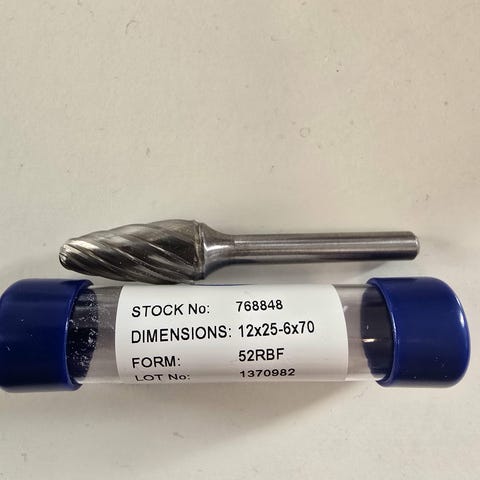 STOCK No: 768848
DIMENSIONS: 12x25-6x70
FORM: 52RBF
LOT No: 1370982